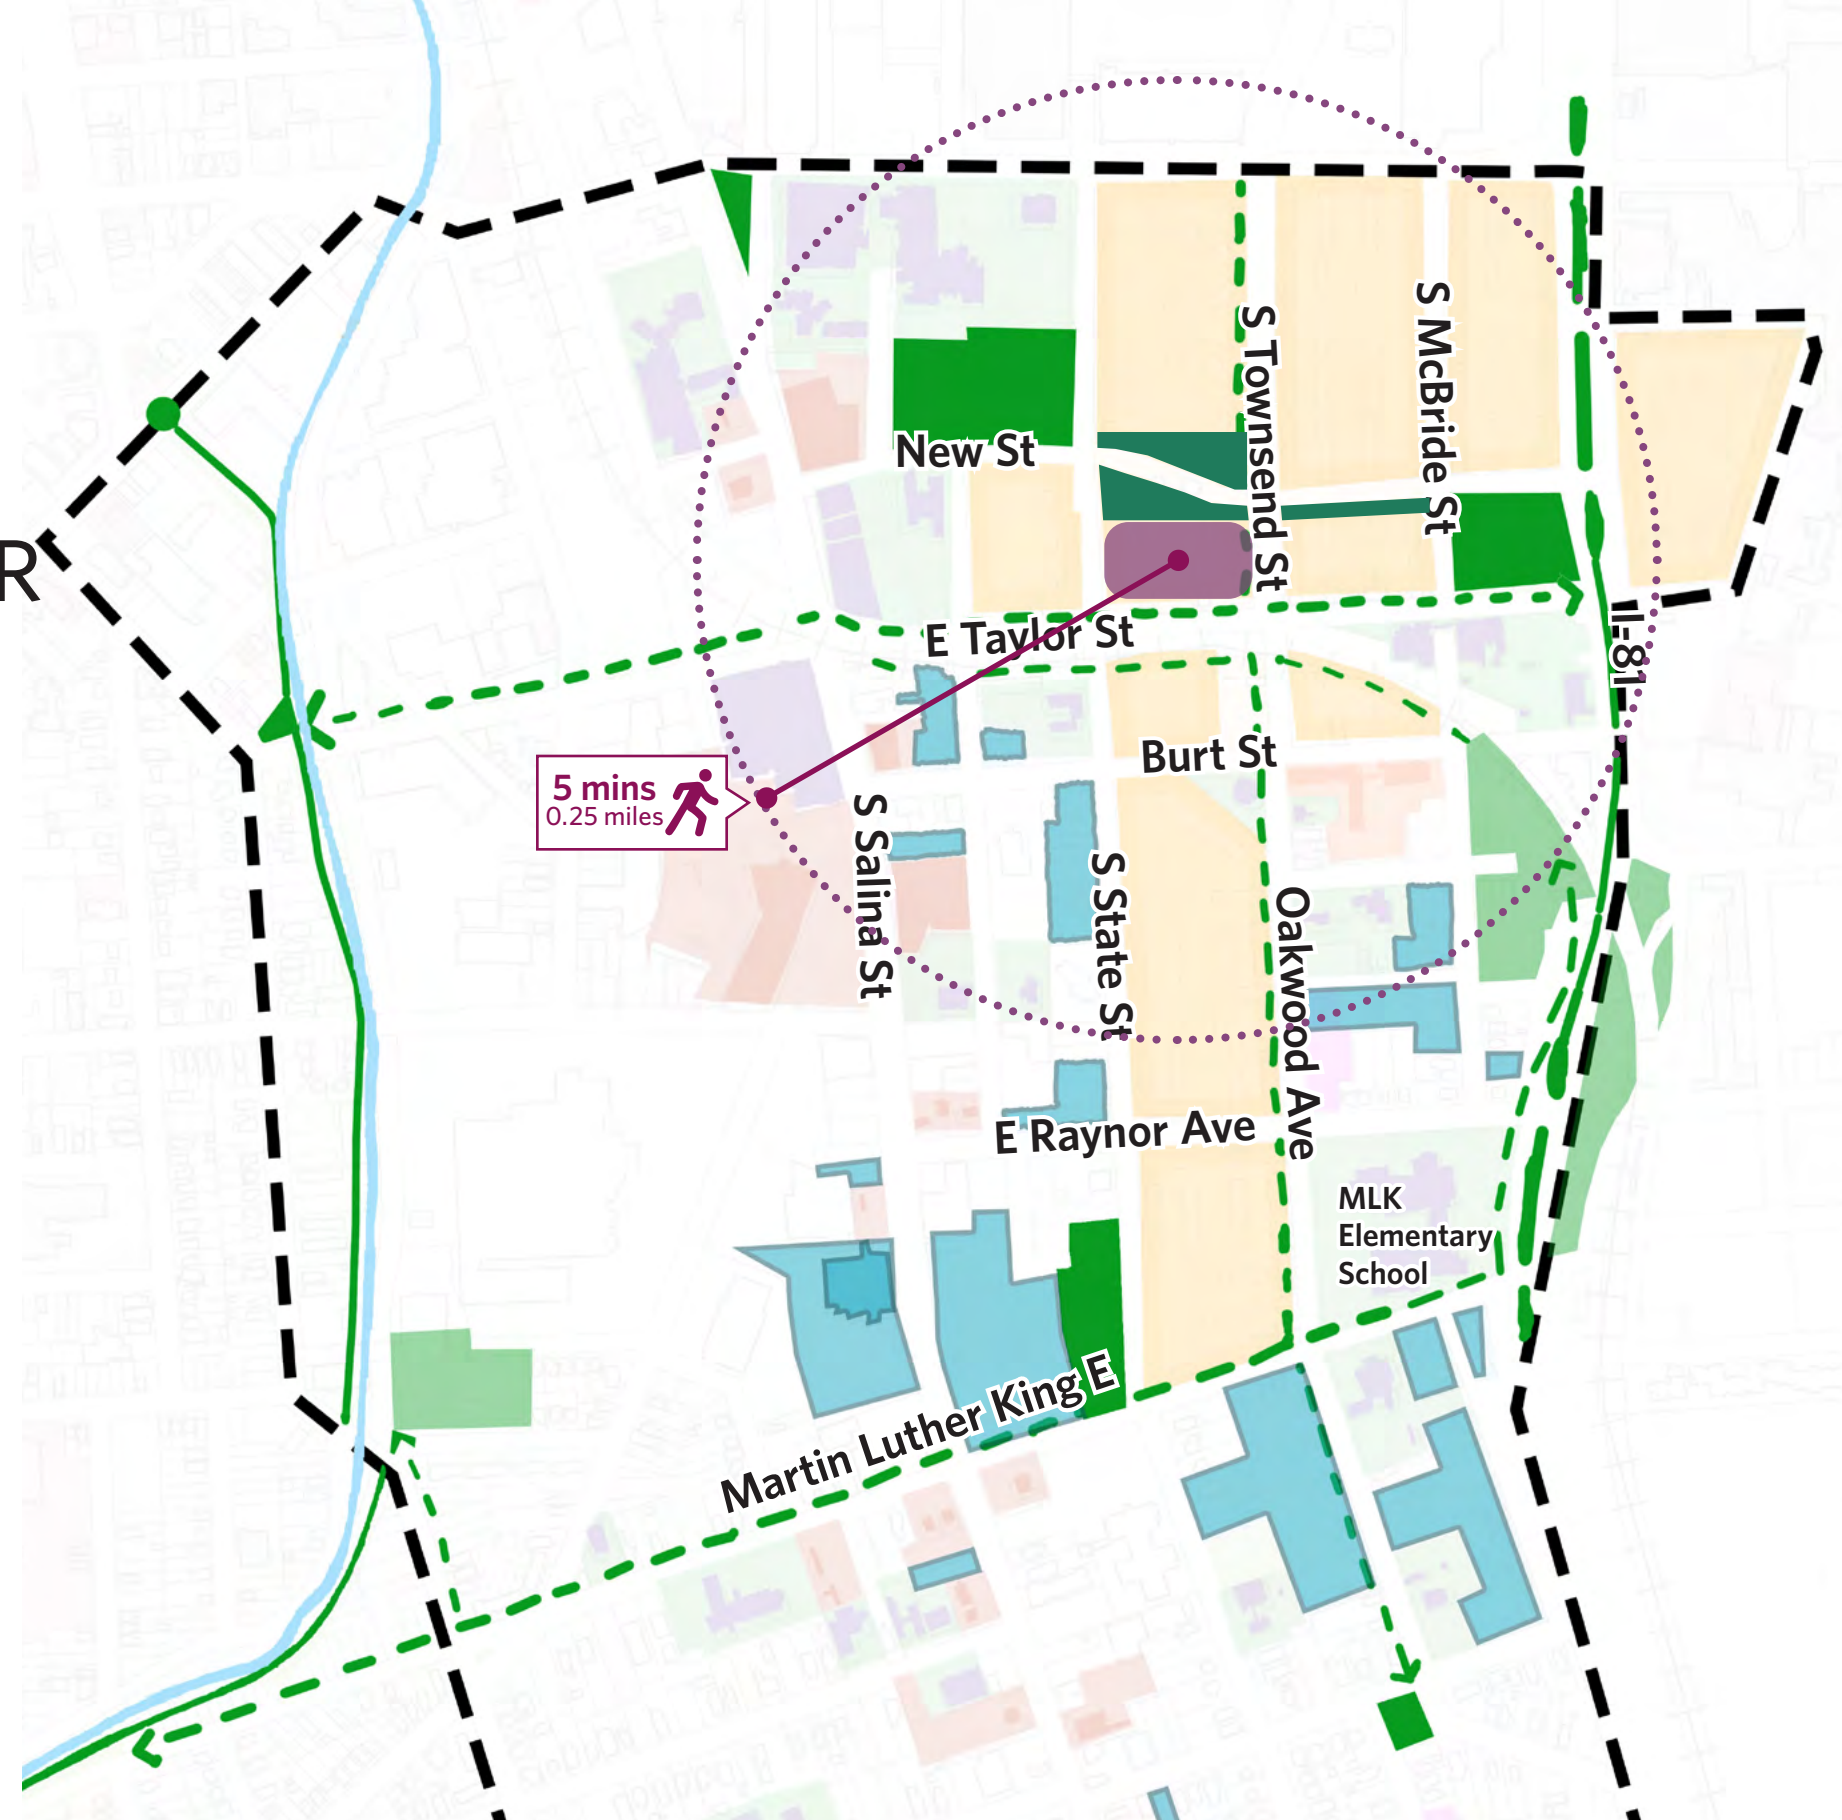 S Townsend St
S McBride St
New St
R
E Taylor St
I-81
Burt St
5 mins
0.25 miles
S Salina St
S State St
Oakwood Ave
E Raynor Ave
MLK
Elementary
School
Martin Luther King E